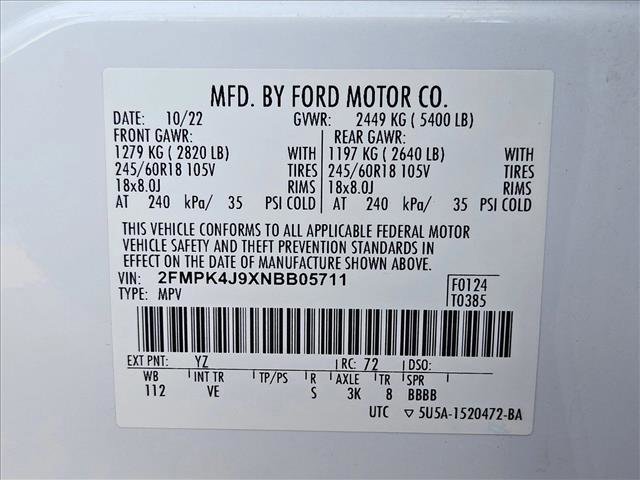 MFD. BY FORD MOTOR CO.
DATE: 10/22 GVWR: 2449 KG ( 5400 LB)
FRONT GAWR: REAR GAWR:
1279 KG ( 2820 LB) WITH 1197 KG ( 2640 LB) WITH
245/60R18 105V TIRES 245/60R18 105V TIRES
18x8.0J RIMS 18x8.0J RIMS
AT 240 kPa/ 35 PSI COLD AT 240 kPa/ 35 PSI COLD
THIS VEHICLE CONFORMS TO ALL APPLICABLE FEDERAL MOTOR
VEHICLE SAFETY AND THEFT PREVENTION STANDARDS IN
EFFECT ON THE DATE OF MANUFACTURE SHOWN ABOVE.
VIN: 2FMPK4J9XNBB05711 F0124
TYPE: MPV T0385
EXT PNT: YZ RC: 72 DSO:
WB INT TR TP/PS R AXLE TR SPR
112 VE S 3K 8 BBBB
UTC ▽ 5U5A-1520472-BA